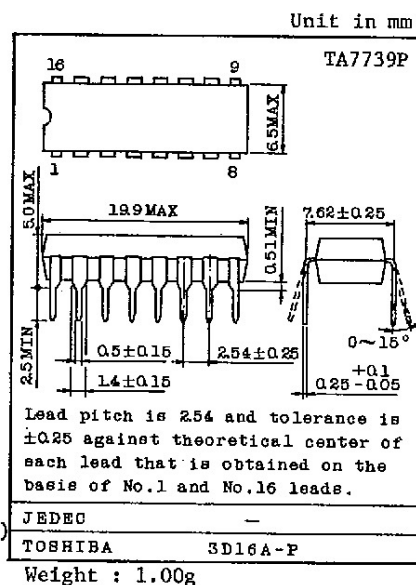 Unit in mm
TA7739P
16 9
6.5MAX
1 8
5.0MAX
19.9MAX
0.51MIN
7.62±0.25
2.5MIN
0.5±0.15
2.54±0.25
0~15°
1.4±0.15
+0.1
0.25-0.05
Lead pitch is 2.54 and tolerance is
±0.25 against theoretical center of
each lead that is obtained on the
basis of No.1 and No.16 leads.
JEDEC —
TOSHIBA 3D16A-P
Weight : 1.00g